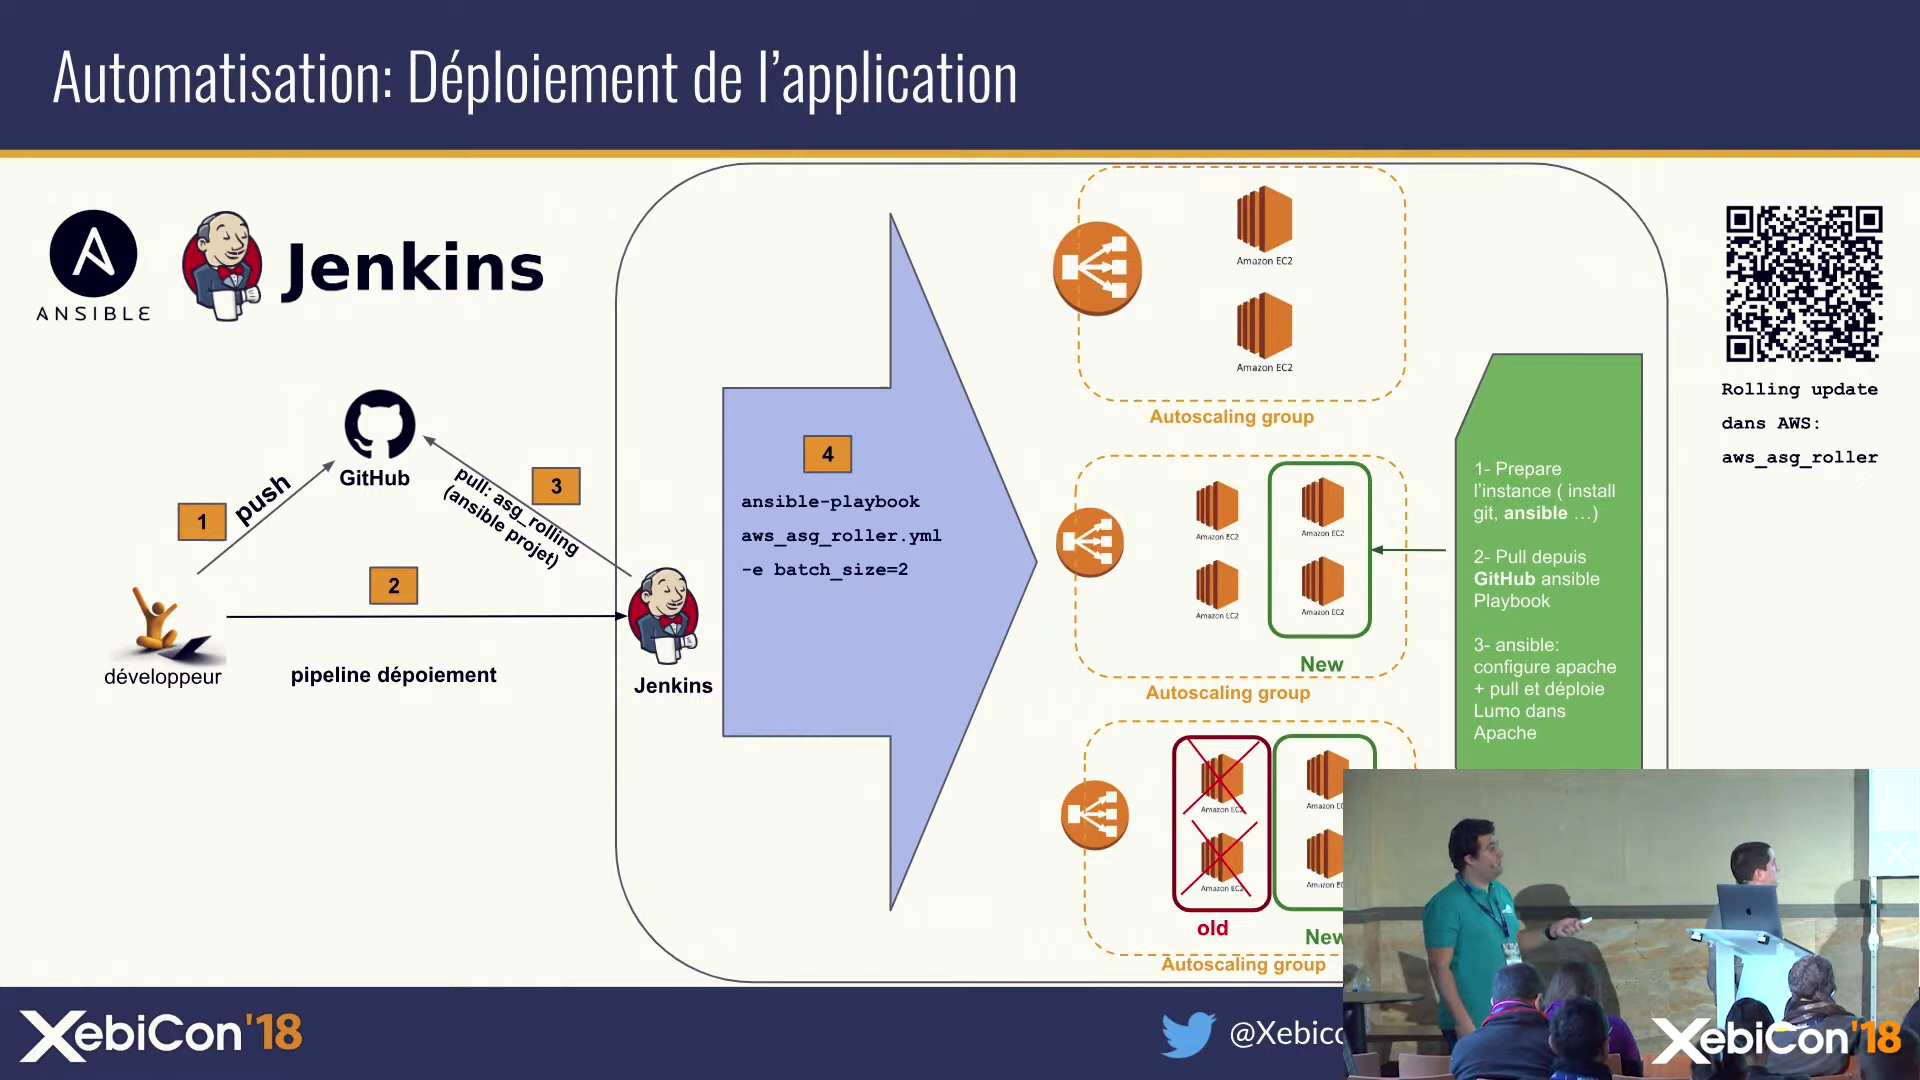 Automatisation: Déploiement de l'application
ANSIBLE
Jenkins
GitHub
1
push
3
pull: asg_rolling
(ansible projet)
2
développeur
pipeline dépoiement
Jenkins
4
ansible-playbook
aws_asg_roller.yml
-e batch_size=2
Amazon EC2
Amazon EC2
Autoscaling group
Amazon EC2
Amazon EC2
Amazon EC2
Amazon EC2
New
Autoscaling group
Amazon EC2
Amazon EC2
old
New
Autoscaling group
1- Prepare
l'instance ( install
git, ansible ...)
2- Pull depuis
GitHub ansible
Playbook
3- ansible:
configure apache
+ pull et déploie
Lumo dans
Apache
Rolling update
dans AWS:
aws_asg_roller
XebiCon'18
XebiCon'18